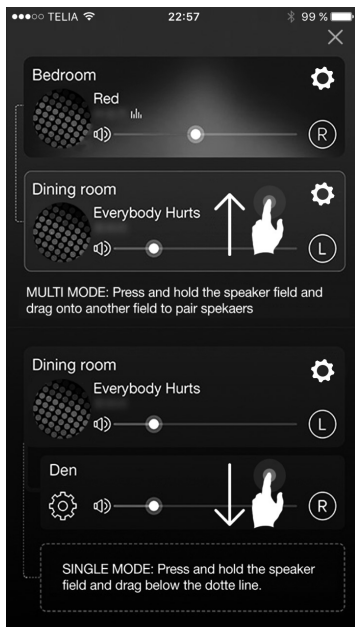 TELIA 22:57 99 %
Bedroom
Red
R
Dining room
Everybody Hurts
L
MULTI MODE: Press and hold the speaker field and
drag onto another field to pair spekaers
Dining room
Everybody Hurts
L
Den
R
SINGLE MODE: Press and hold the speaker
field and drag below the dotte line.